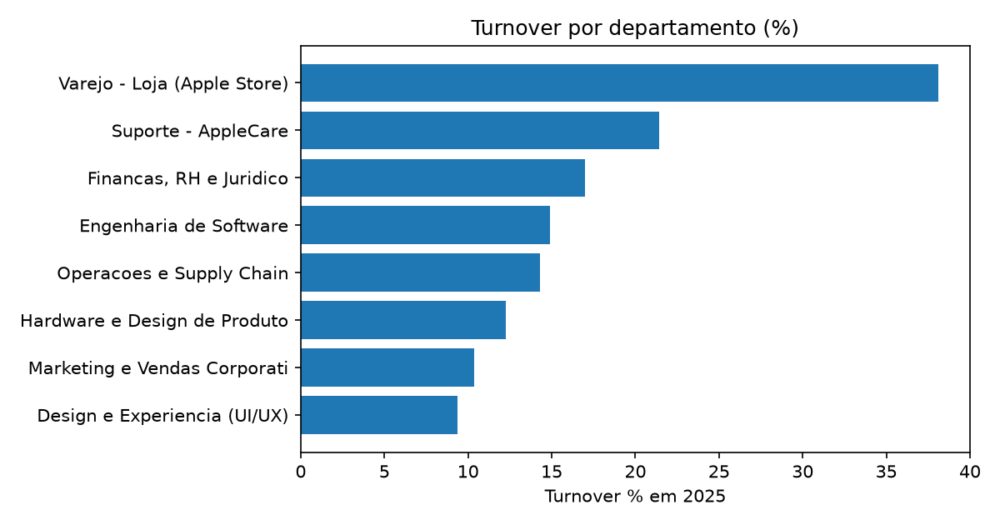 Turnover por departamento (%)
Varejo - Loja (Apple Store)
Suporte - AppleCare
Financas, RH e Juridico
Engenharia de Software
Operacoes e Supply Chain
Hardware e Design de Produto
Marketing e Vendas Corporati
Design e Experiencia (UI/UX)
0 5 10 15 20 25 30 35 40
Turnover % em 2025